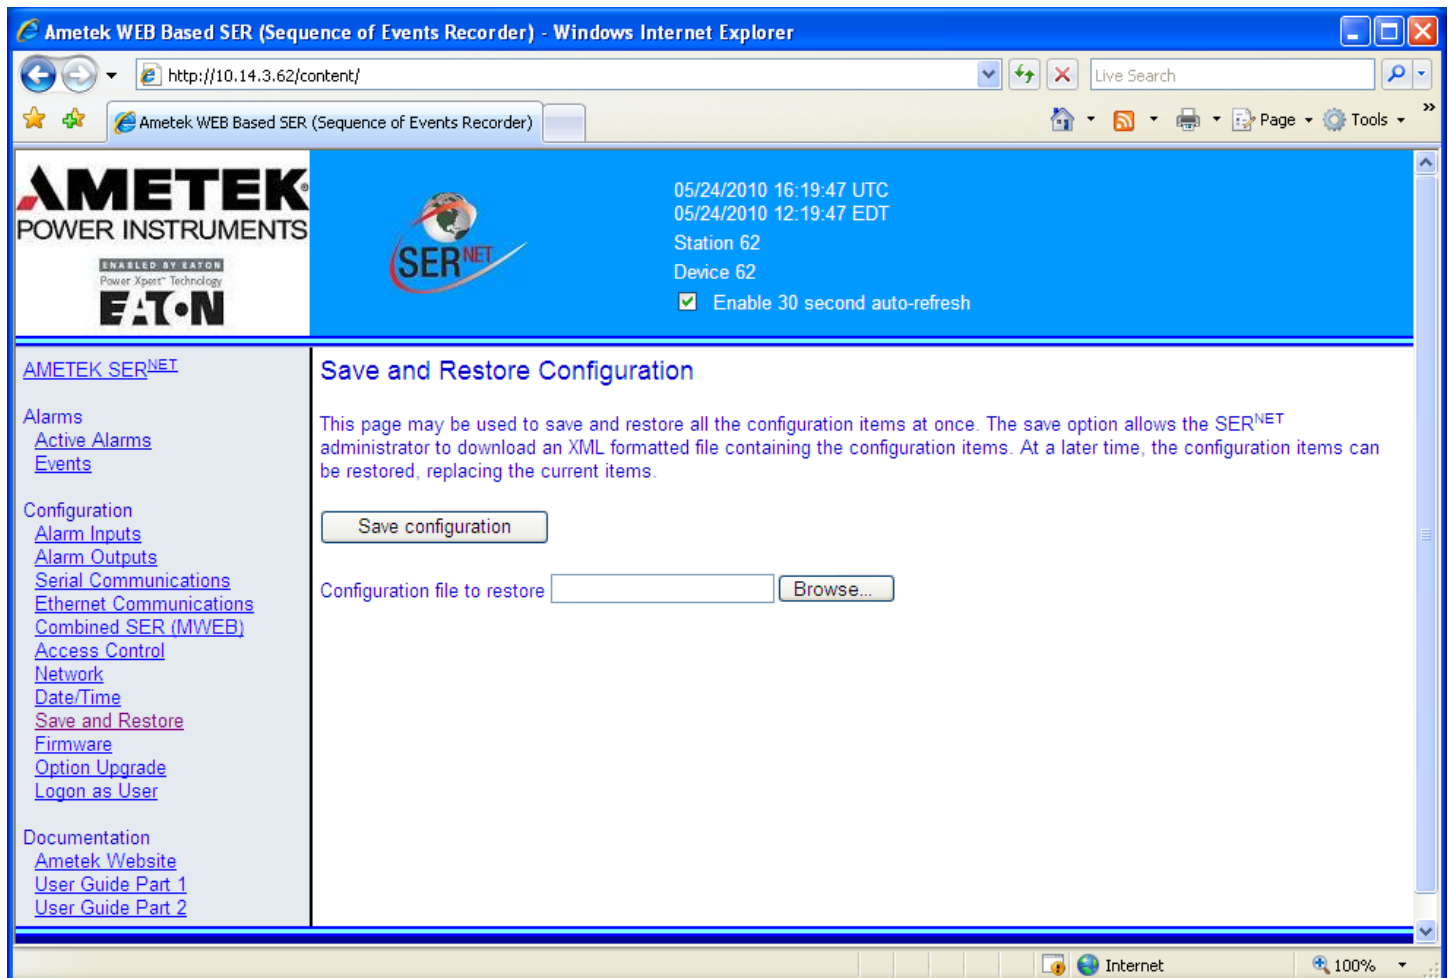 Ametek WEB Based SER (Sequence of Events Recorder) - Windows Internet Explorer
http://10.14.3.62/content/
Live Search
Ametek WEB Based SER (Sequence of Events Recorder)
Page
Tools
»
AMETEK®
POWER INSTRUMENTS
ENABLED BY EATON
Power Xpert™ Technology
EATON
SERNET
05/24/2010 16:19:47 UTC
05/24/2010 12:19:47 EDT
Station 62
Device 62
Enable 30 second auto-refresh
AMETEK SERNET
Alarms
Active Alarms
Events
Configuration
Alarm Inputs
Alarm Outputs
Serial Communications
Ethernet Communications
Combined SER (MWEB)
Access Control
Network
Date/Time
Save and Restore
Firmware
Option Upgrade
Logon as User
Documentation
Ametek Website
User Guide Part 1
User Guide Part 2
Save and Restore Configuration
This page may be used to save and restore all the configuration items at once. The save option allows the SERNET
administrator to download an XML formatted file containing the configuration items. At a later time, the configuration items can
be restored, replacing the current items.
Save configuration
Configuration file to restore
Browse...
Internet
100%